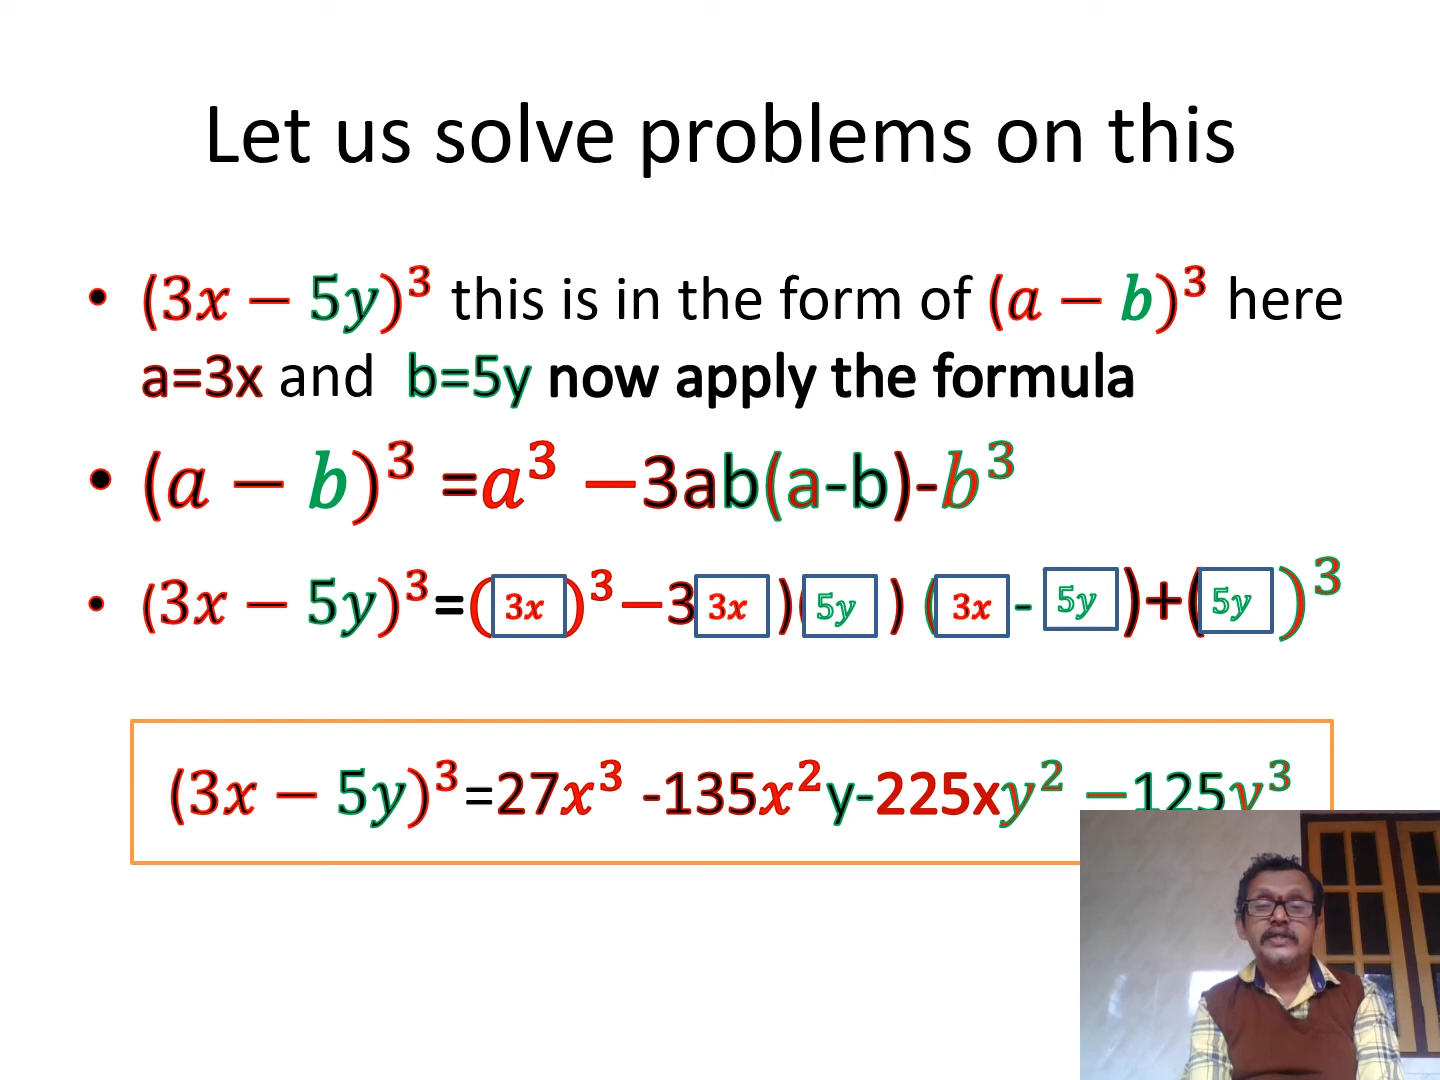 Let us solve problems on this
• (3x − 5y)³ this is in the form of (a − b)³ here
a=3x and b=5y now apply the formula
• (a − b)³ =a³ −3ab(a-b)-b³
• (3x − 5y)³=(3x)³−3 3x )(5y ) (3x - 5y )+(5y )³
(3x − 5y)³=27x³ -135x²y-225xy² −125y³